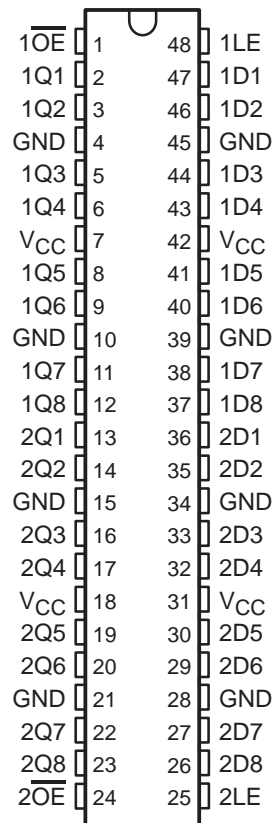 1O̅E̅ 1 48 1LE
1Q1 2 47 1D1
1Q2 3 46 1D2
GND 4 45 GND
1Q3 5 44 1D3
1Q4 6 43 1D4
VCC 7 42 VCC
1Q5 8 41 1D5
1Q6 9 40 1D6
GND 10 39 GND
1Q7 11 38 1D7
1Q8 12 37 1D8
2Q1 13 36 2D1
2Q2 14 35 2D2
GND 15 34 GND
2Q3 16 33 2D3
2Q4 17 32 2D4
VCC 18 31 VCC
2Q5 19 30 2D5
2Q6 20 29 2D6
GND 21 28 GND
2Q7 22 27 2D7
2Q8 23 26 2D8
2O̅E̅ 24 25 2LE